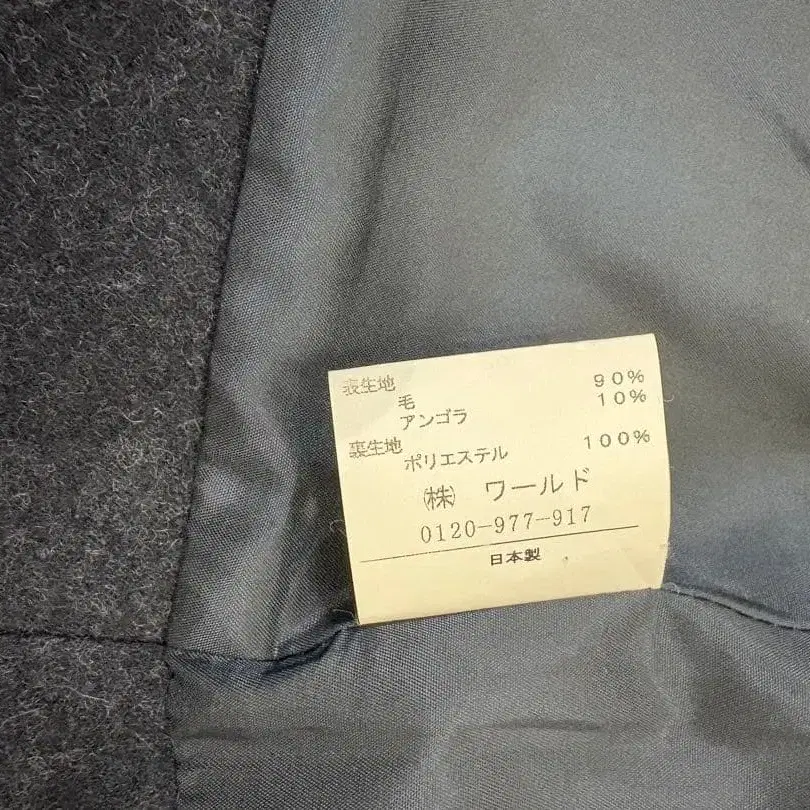 表生地
毛 90%
アンゴラ 10%
裏生地
ポリエステル 100%
㈱ ワールド
0120-977-917
日本製